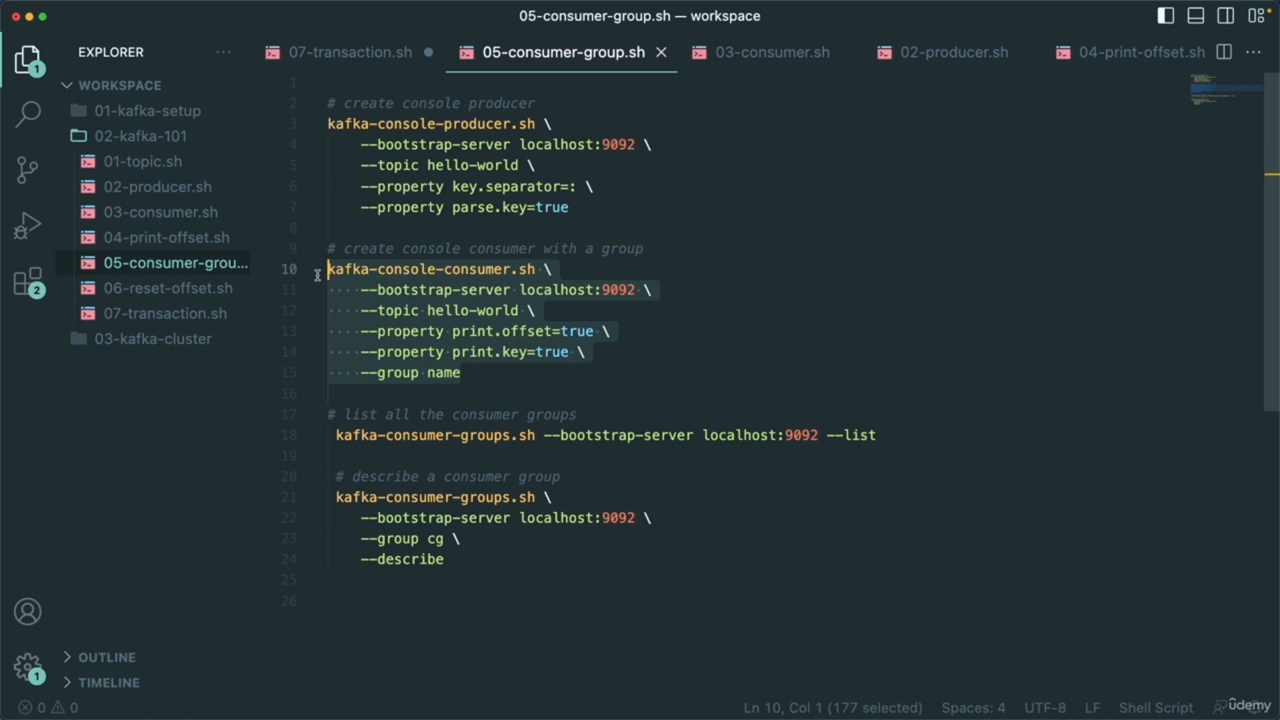 05-consumer-group.sh — workspace
EXPLORER
07-transaction.sh
05-consumer-group.sh
03-consumer.sh
02-producer.sh
04-print-offset.sh
1
WORKSPACE
01-kafka-setup
02-kafka-101
01-topic.sh
02-producer.sh
03-consumer.sh
04-print-offset.sh
05-consumer-grou...
06-reset-offset.sh
07-transaction.sh
03-kafka-cluster
2
1
2 # create console producer
3 kafka-console-producer.sh \
4 --bootstrap-server localhost:9092 \
5 --topic hello-world \
6 --property key.separator=: \
7 --property parse.key=true
8
9 # create console consumer with a group
10 kafka-console-consumer.sh \
11 --bootstrap-server localhost:9092 \
12 --topic hello-world \
13 --property print.offset=true \
14 --property print.key=true \
15 --group name
16
17 # list all the consumer groups
18 kafka-consumer-groups.sh --bootstrap-server localhost:9092 --list
19
20 # describe a consumer group
21 kafka-consumer-groups.sh \
22 --bootstrap-server localhost:9092 \
23 --group cg \
24 --describe
25
26
OUTLINE
1
TIMELINE
0 0
Ln 10, Col 1 (177 selected)
Spaces: 4
UTF-8
LF
Shell Script
ûdemy